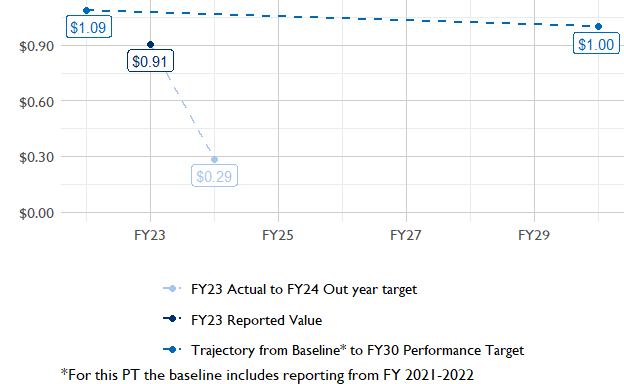 $1.09
$1.00
$0.90
$0.91
$0.60
$0.30
$0.29
$0.00
FY23 FY25 FY27 FY29
FY23 Actual to FY24 Out year target
FY23 Reported Value
Trajectory from Baseline* to FY30 Performance Target
*For this PT the baseline includes reporting from FY 2021-2022